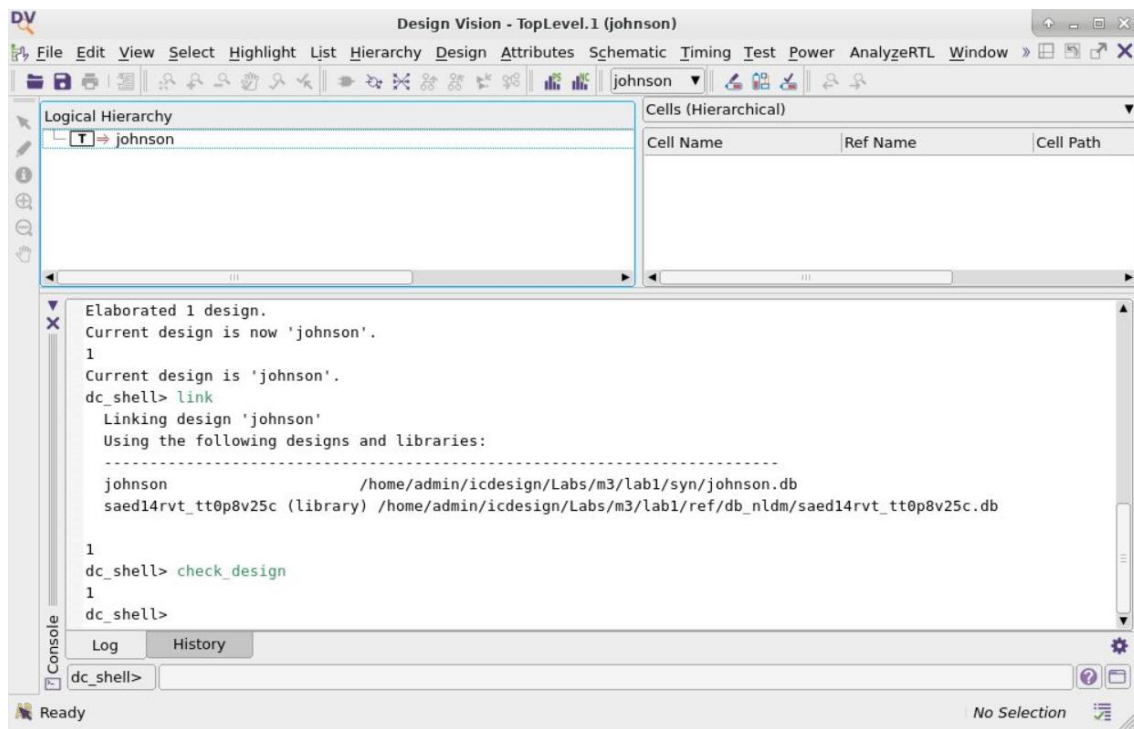 DV
Design Vision - TopLevel.1 (johnson)
File Edit View Select Highlight List Hierarchy Design Attributes Schematic Timing Test Power AnalyzeRTL Window »
johnson
Logical Hierarchy
T johnson
Cells (Hierarchical)
Cell Name Ref Name Cell Path
Elaborated 1 design.
Current design is now 'johnson'.
1
Current design is 'johnson'.
dc_shell> link
Linking design 'johnson'
Using the following designs and libraries:
--------------------------------------------------------------------------
johnson /home/admin/icdesign/Labs/m3/lab1/syn/johnson.db
saed14rvt_tt0p8v25c (library) /home/admin/icdesign/Labs/m3/lab1/ref/db_nldm/saed14rvt_tt0p8v25c.db
1
dc_shell> check_design
1
dc_shell>
Console
Log History
dc_shell>
Ready No Selection